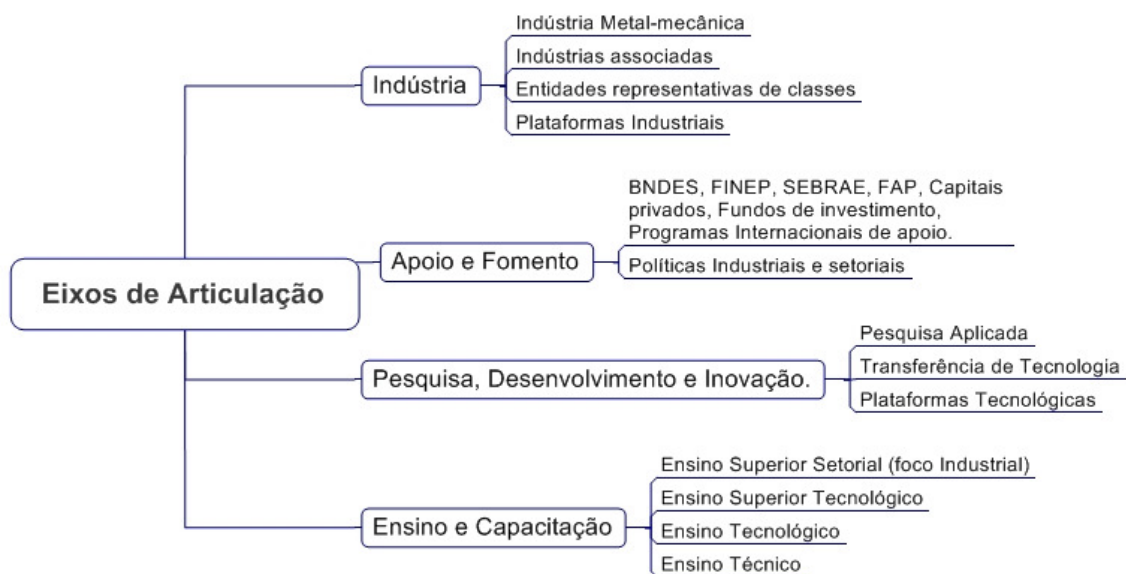 Indústria Metal-mecânica
Indústrias associadas
Indústria
Entidades representativas de classes
Plataformas Industriais
BNDES, FINEP, SEBRAE, FAP, Capitais
privados, Fundos de investimento,
Programas Internacionais de apoio.
Apoio e Fomento
Políticas Industriais e setoriais
Eixos de Articulação
Pesquisa Aplicada
Pesquisa, Desenvolvimento e Inovação.
Transferência de Tecnologia
Plataformas Tecnológicas
Ensino Superior Setorial (foco Industrial)
Ensino Superior Tecnológico
Ensino e Capacitação
Ensino Tecnológico
Ensino Técnico